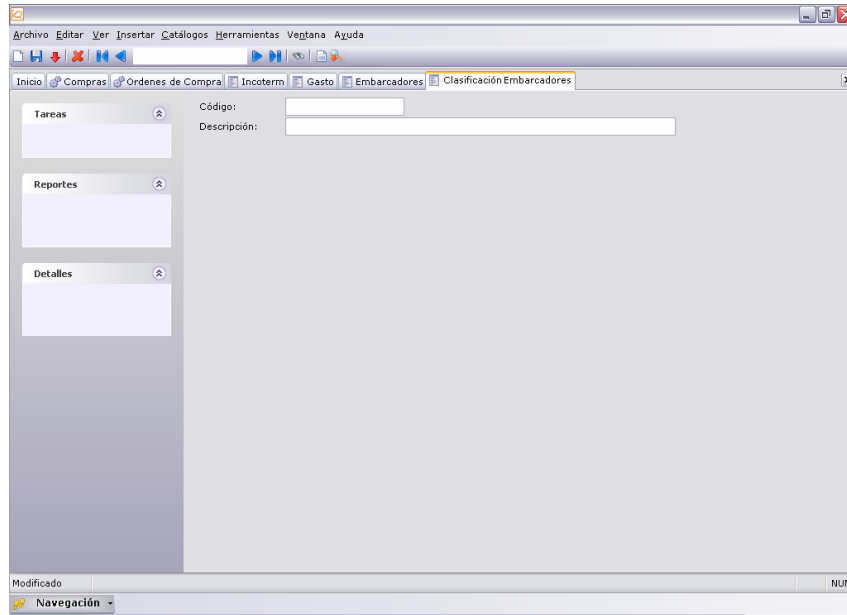 Archivo Editar Ver Insertar Catálogos Herramientas Ventana Ayuda
Inicio Compras Ordenes de Compra Incoterm Gasto Embarcadores Clasificación Embarcadores
Tareas
Código:
Descripción:
Reportes
Detalles
Modificado NUM
Navegación